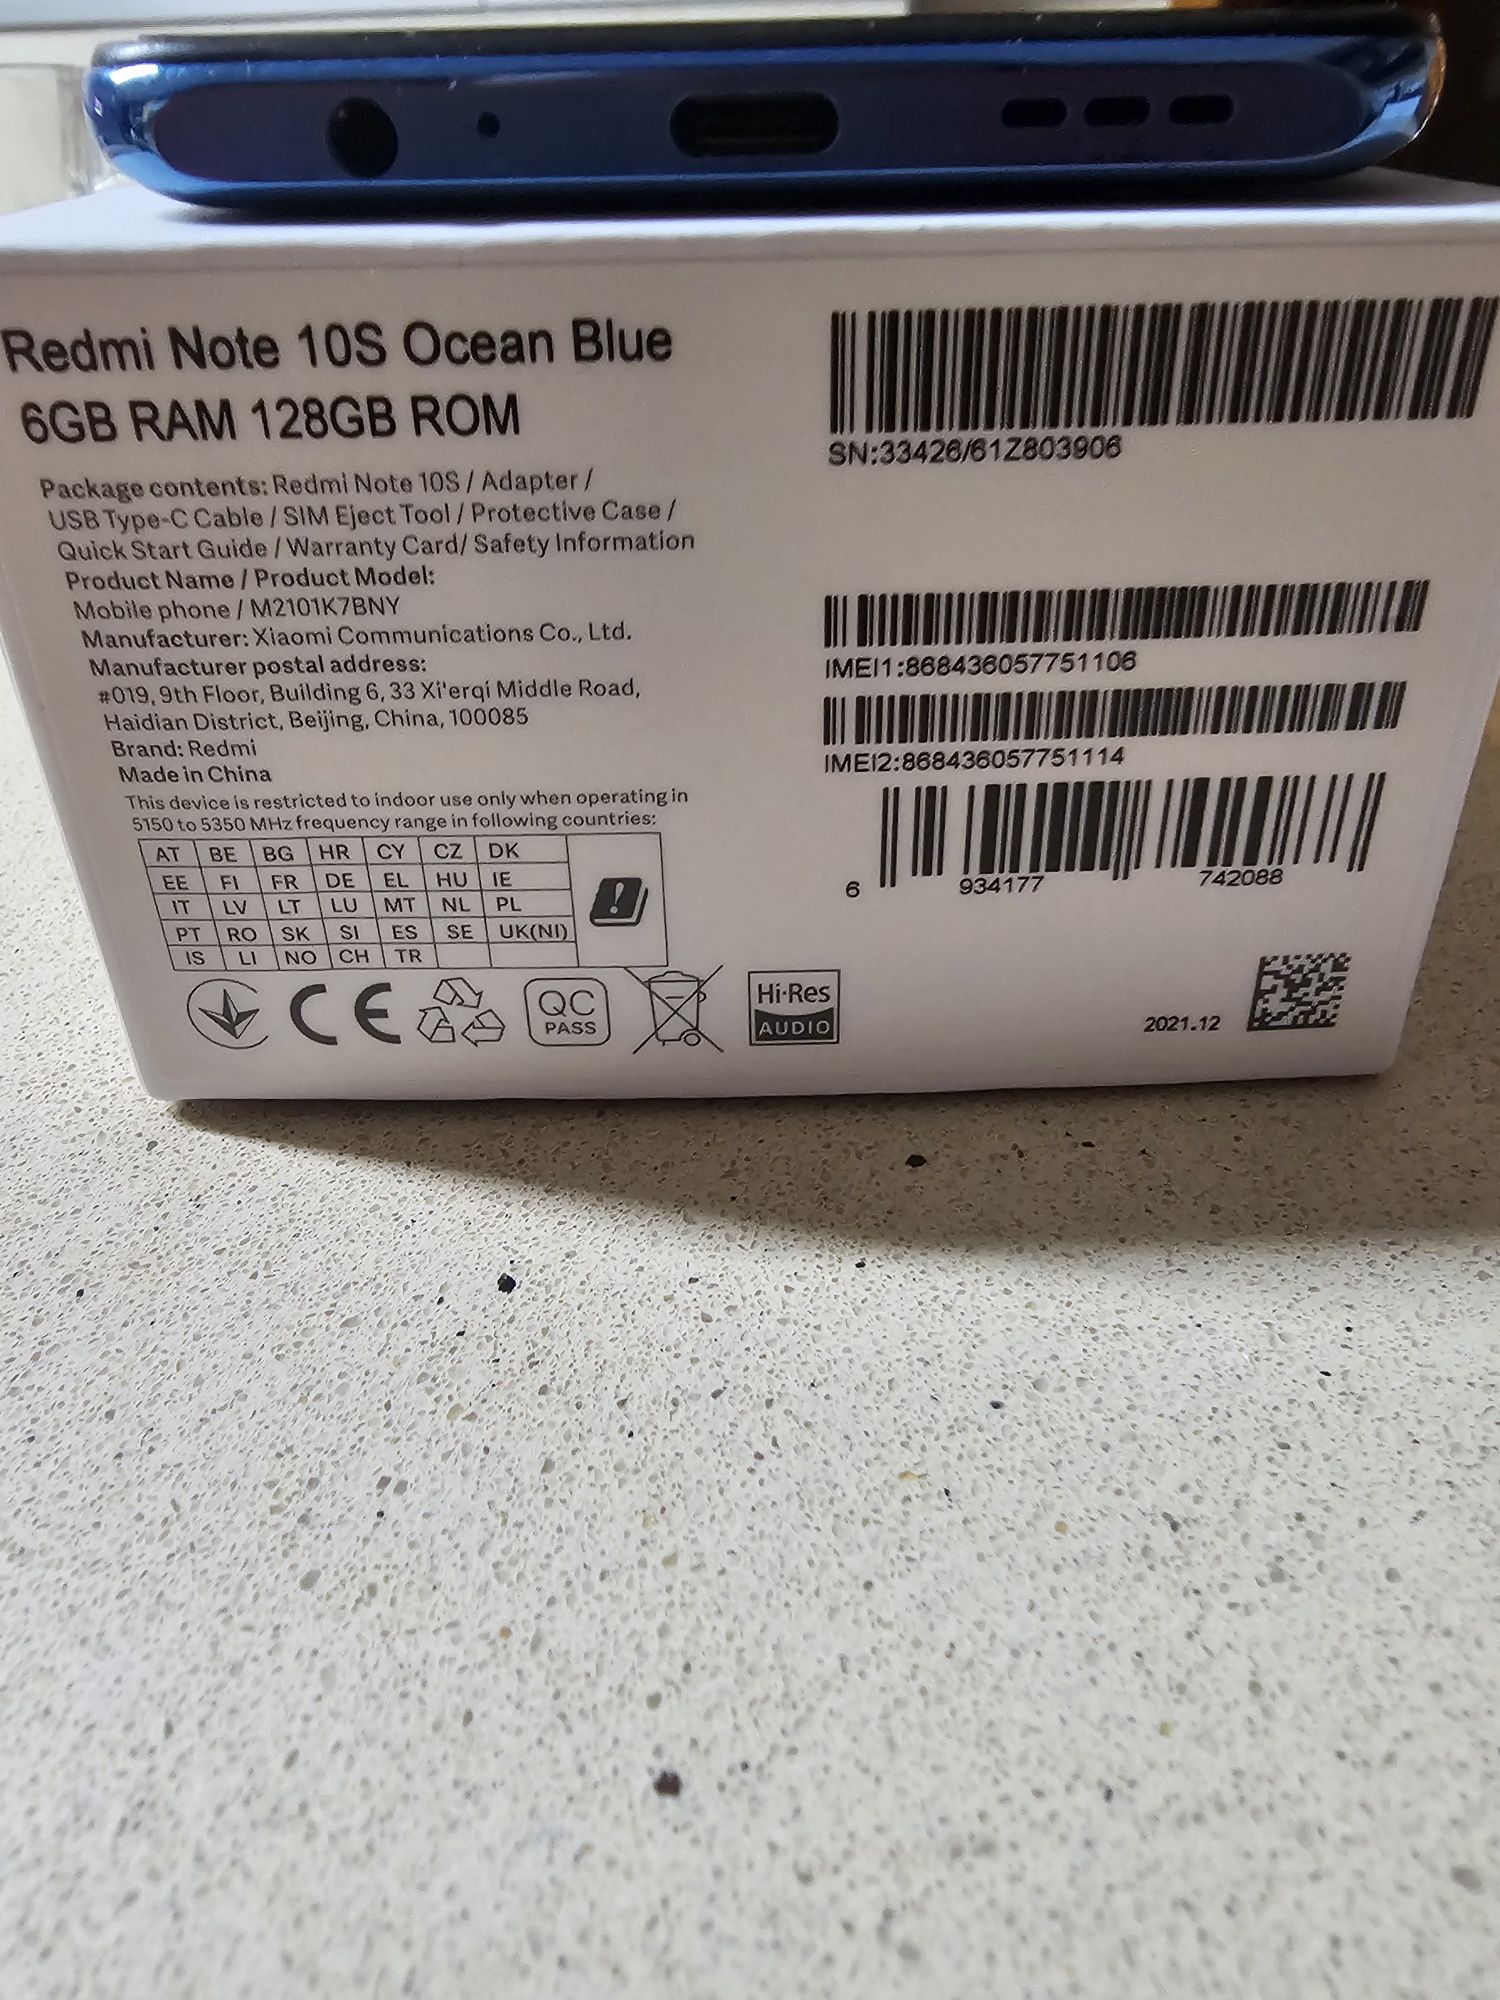 Redmi Note 10S Ocean Blue
6GB RAM 128GB ROM
Package contents: Redmi Note 10S / Adapter /
USB Type-C Cable / SIM Eject Tool / Protective Case /
Quick Start Guide / Warranty Card/ Safety Information
Product Name / Product Model:
Mobile phone / M2101K7BNY
Manufacturer: Xiaomi Communications Co., Ltd.
Manufacturer postal address:
#019, 9th Floor, Building 6, 33 Xi'erqi Middle Road,
Haidian District, Beijing, China, 100085
Brand: Redmi
Made in China
This device is restricted to indoor use only when operating in
5150 to 5350 MHz frequency range in following countries:
AT BE BG HR CY CZ DK
EE FI FR DE EL HU IE
IT LV LT LU MT NL PL
PT RO SK SI ES SE UK(NI)
IS LI NO CH TR
!
CE
QC
PASS
Hi-Res
AUDIO
SN:33426/61Z803906
IMEI1:868436057751106
IMEI2:868436057751114
6 934177 742088
2021.12